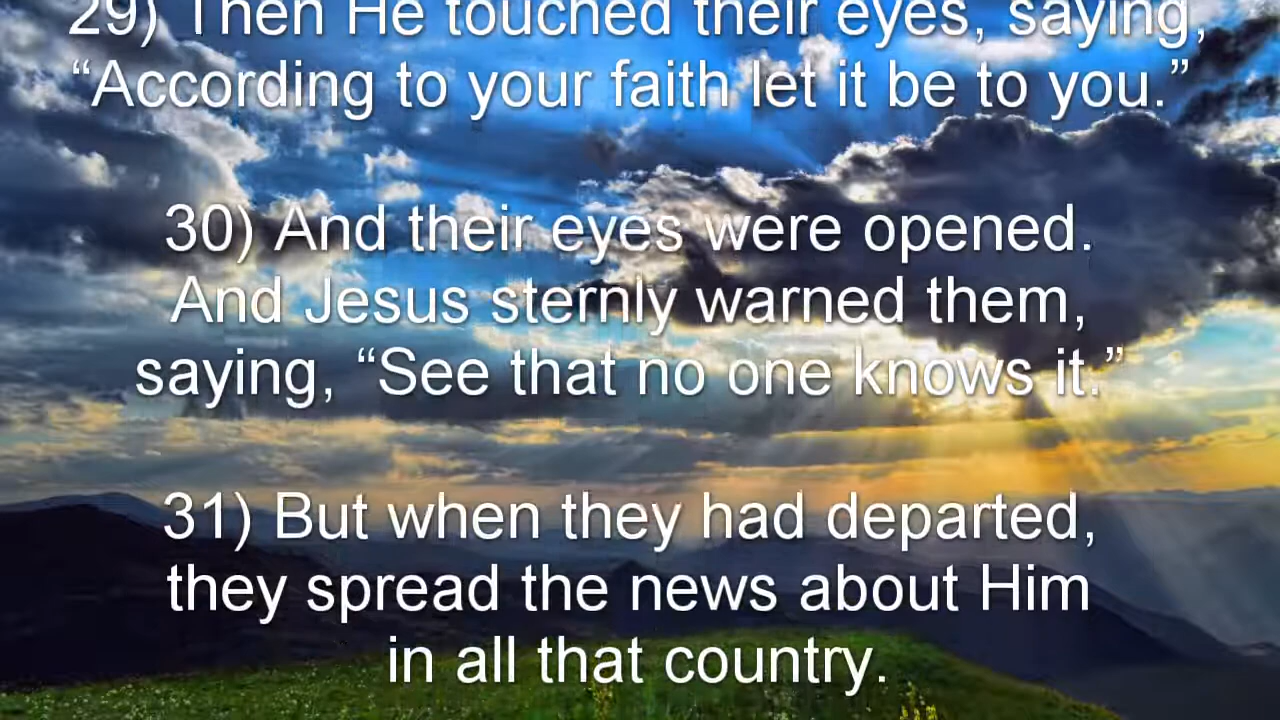 29) Then He touched their eyes, saying,
“According to your faith let it be to you.”
30) And their eyes were opened.
And Jesus sternly warned them,
saying, “See that no one knows it.”
31) But when they had departed,
they spread the news about Him
in all that country.